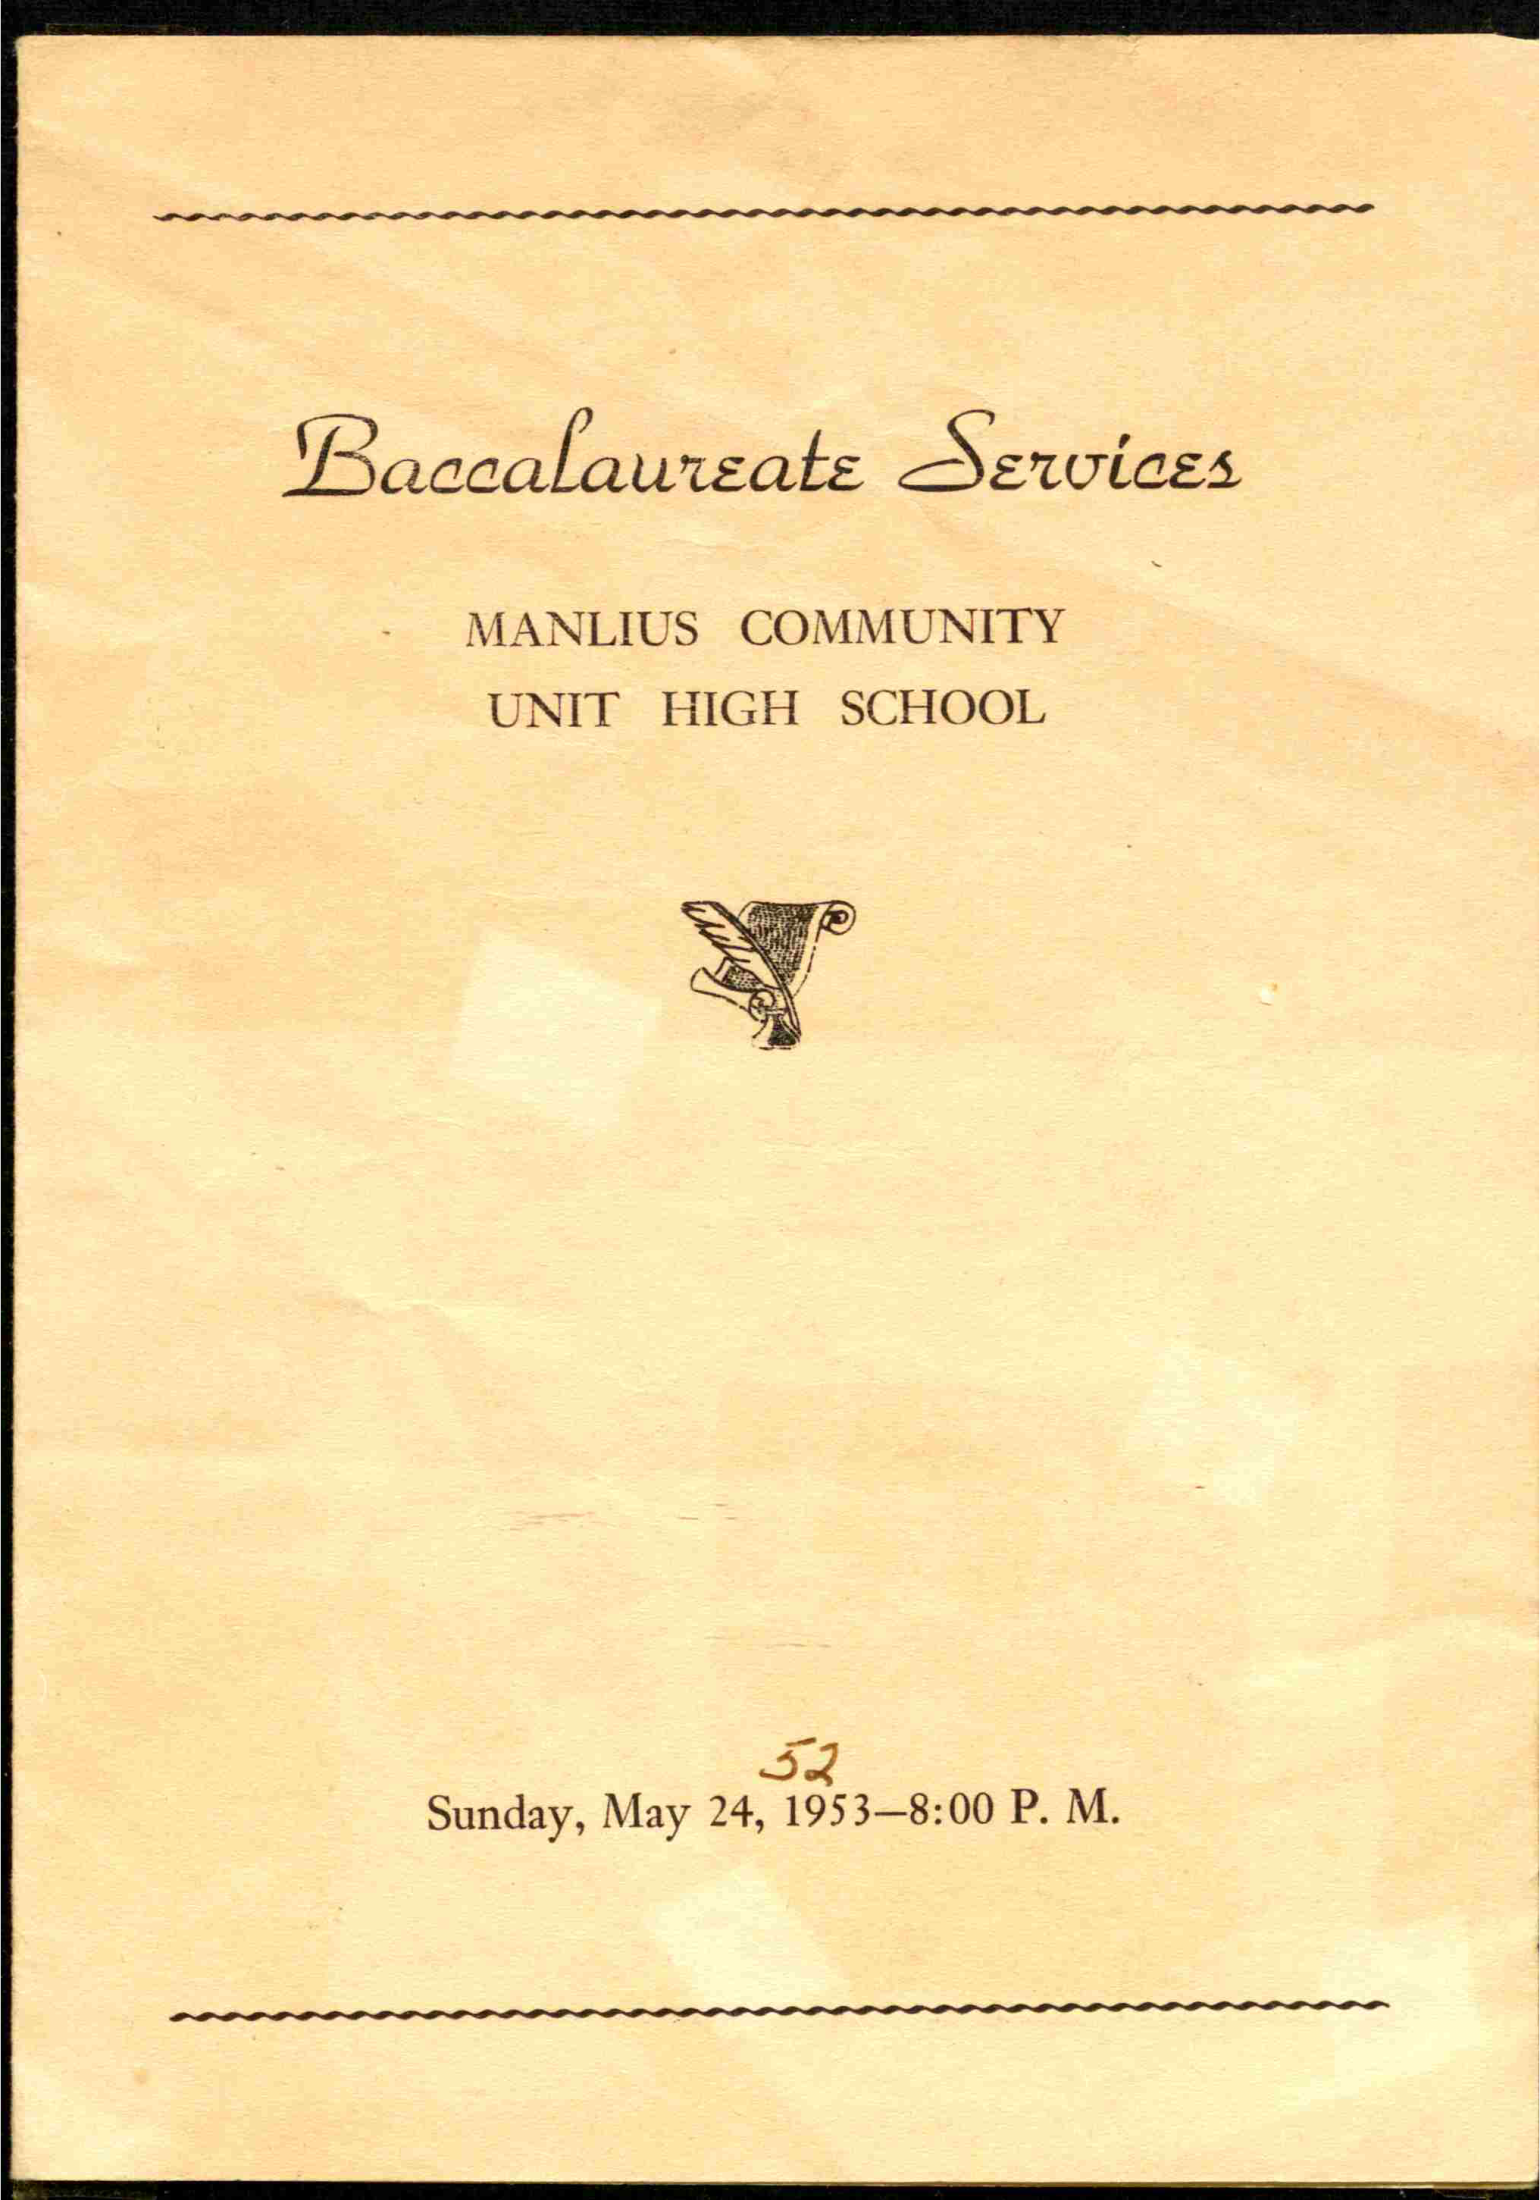 Baccalaureate Services
MANLIUS COMMUNITY
UNIT HIGH SCHOOL
52
Sunday, May 24, 1953—8:00 P. M.